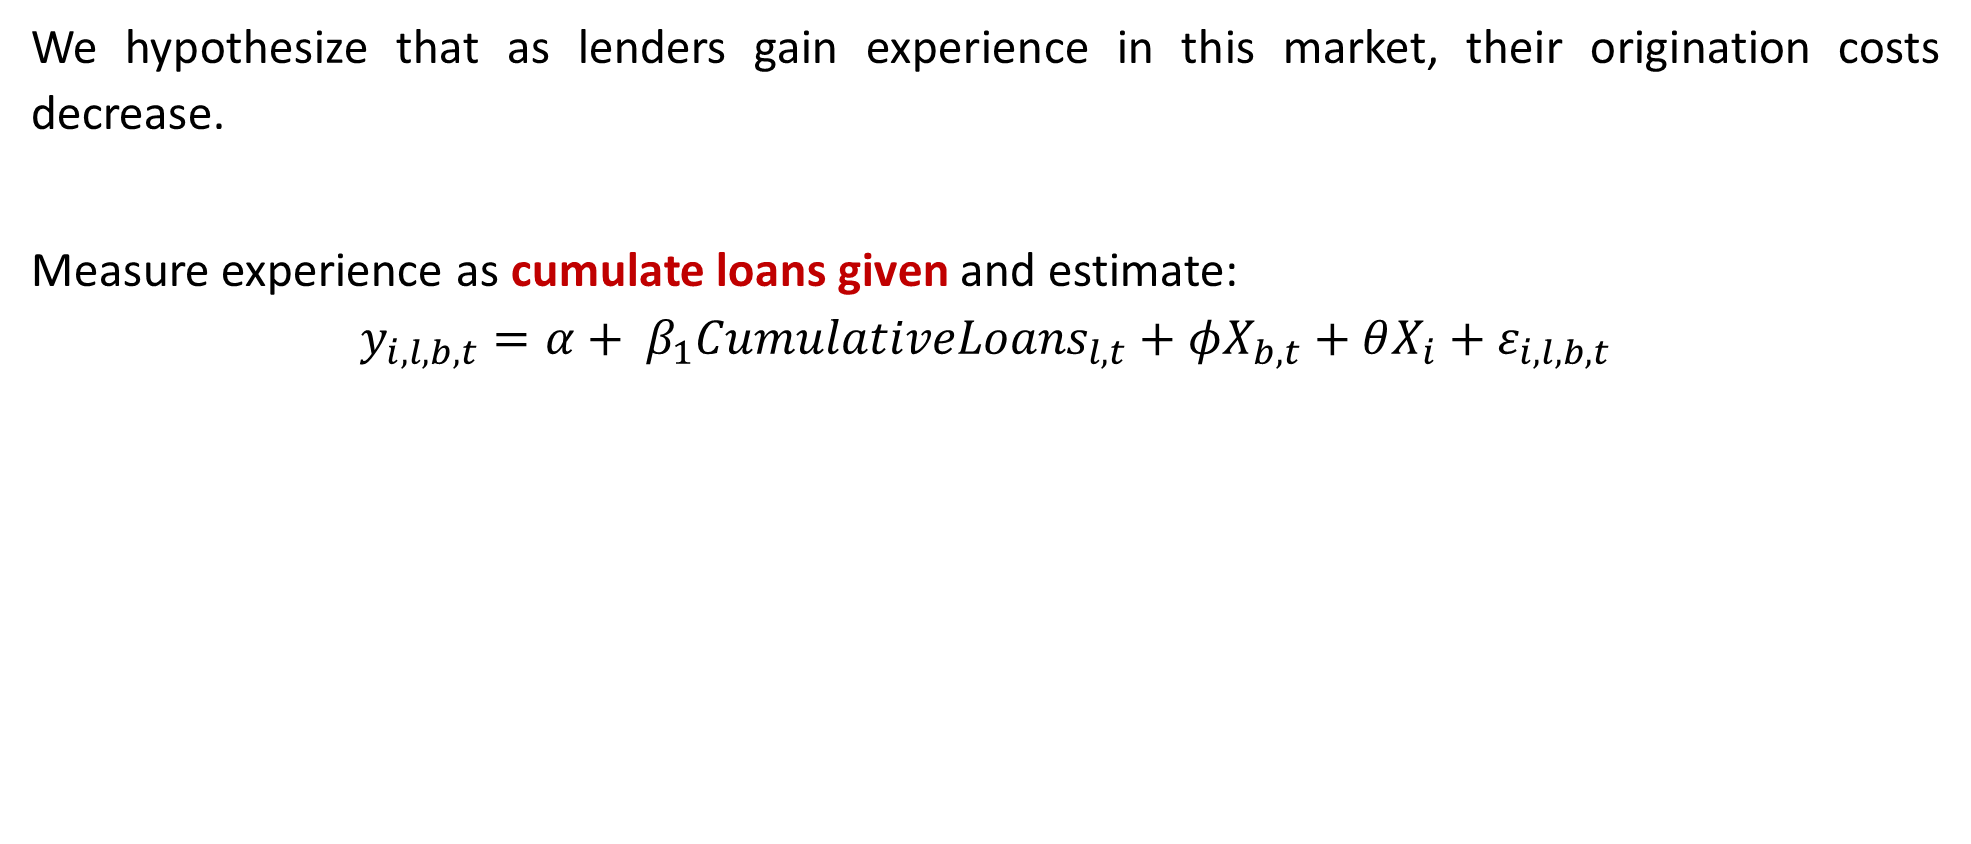 We hypothesize that as lenders gain experience in this market, their origination costs
decrease.
Measure experience as cumulate loans given and estimate:
𝑦_{𝑖,𝑙,𝑏,𝑡} = 𝛼 + 𝛽_1 𝐶𝑢𝑚𝑢𝑙𝑎𝑡𝑖𝑣𝑒𝐿𝑜𝑎𝑛𝑠_{𝑙,𝑡} + 𝜙𝑋_{𝑏,𝑡} + 𝜃𝑋_𝑖 + 𝜀_{𝑖,𝑙,𝑏,𝑡}